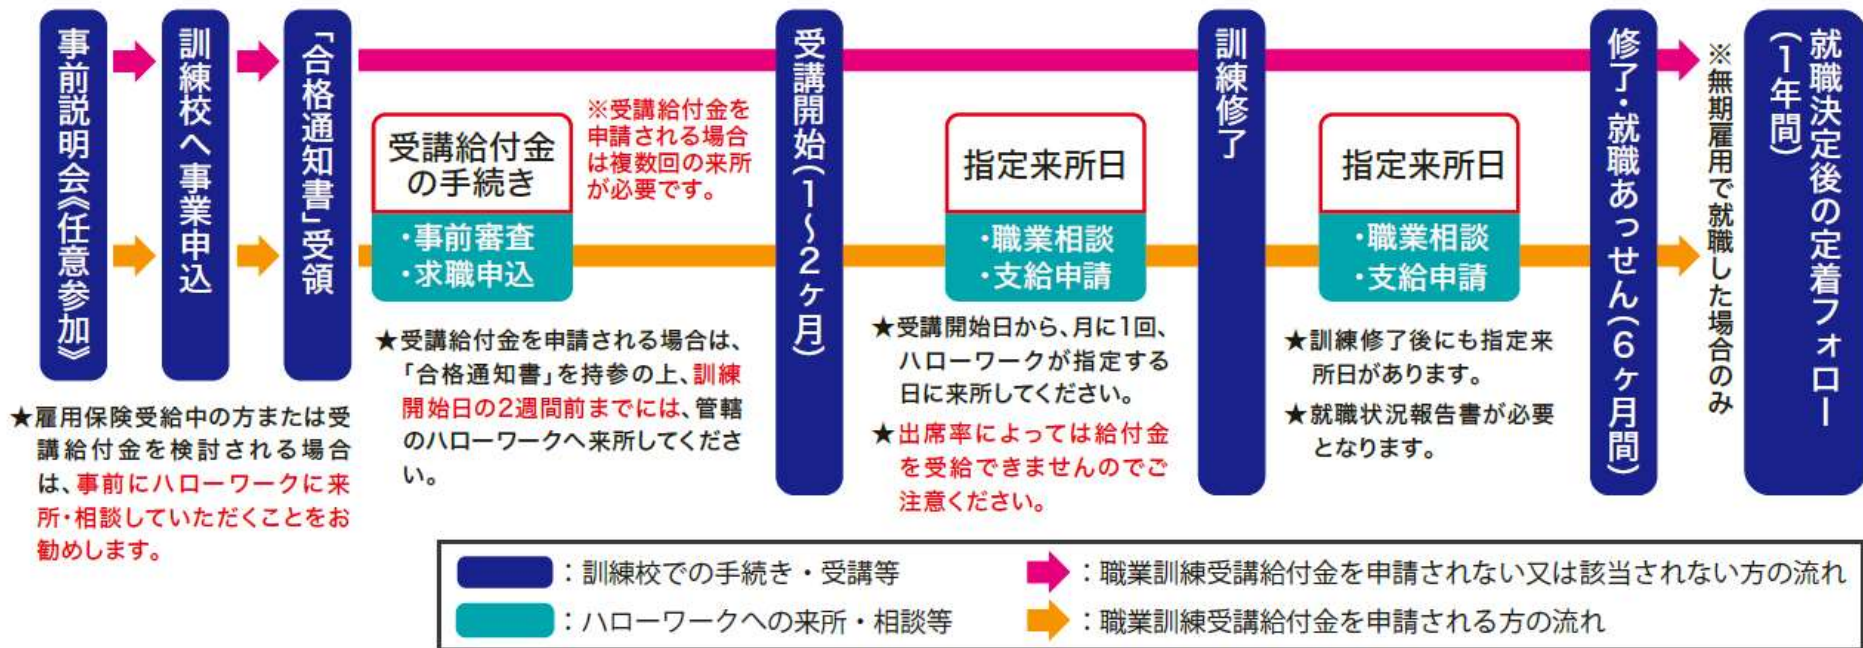 事前説明会《任意参加》
訓練校へ事業申込
「合格通知書」受領
受講給付金
の手続き
・事前審査
・求職申込
※受講給付金を
申請される場合
は複数回の来所
が必要です。
受講開始(1～2ヶ月)
指定来所日
・職業相談
・支給申請
訓練修了
指定来所日
・職業相談
・支給申請
修了・就職あっせん(6ヶ月間)
※無期雇用で就職した場合のみ
就職決定後の定着フォロー
(1年間)
★雇用保険受給中の方または受
講給付金を検討される場合
は、事前にハローワークに来
所・相談していただくことをお
勧めします。
★受講給付金を申請される場合は、
「合格通知書」を持参の上、訓練
開始日の2週間前までには、管轄
のハローワークへ来所してくださ
い。
★受講開始日から、月に1回、
ハローワークが指定する
日に来所してください。
★出席率によっては給付金
を受給できませんのでご
注意ください。
★訓練修了後にも指定来
所日があります。
★就職状況報告書が必要
となります。
：訓練校での手続き・受講等
：職業訓練受講給付金を申請されない又は該当されない方の流れ
：ハローワークへの来所・相談等
：職業訓練受講給付金を申請される方の流れ